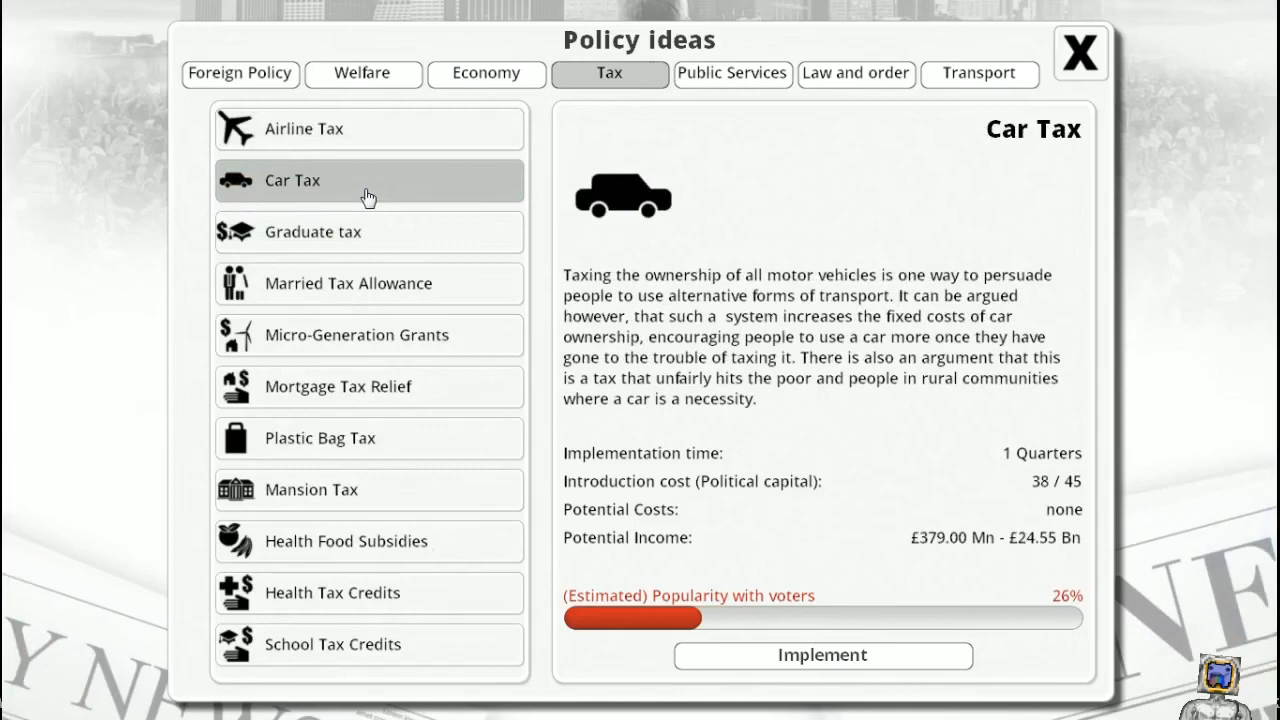 Policy ideas
X
Foreign Policy
Welfare
Economy
Tax
Public Services
Law and order
Transport
Airline Tax
Car Tax
Graduate tax
Married Tax Allowance
Micro-Generation Grants
Mortgage Tax Relief
Plastic Bag Tax
Mansion Tax
Health Food Subsidies
Health Tax Credits
School Tax Credits
Car Tax
Taxing the ownership of all motor vehicles is one way to persuade
people to use alternative forms of transport. It can be argued
however, that such a  system increases the fixed costs of car
ownership, encouraging people to use a car more once they have
gone to the trouble of taxing it. There is also an argument that this
is a tax that unfairly hits the poor and people in rural communities
where a car is a necessity.
Implementation time: 1 Quarters
Introduction cost (Political capital): 38 / 45
Potential Costs: none
Potential Income: £379.00 Mn - £24.55 Bn
(Estimated) Popularity with voters 26%
Implement